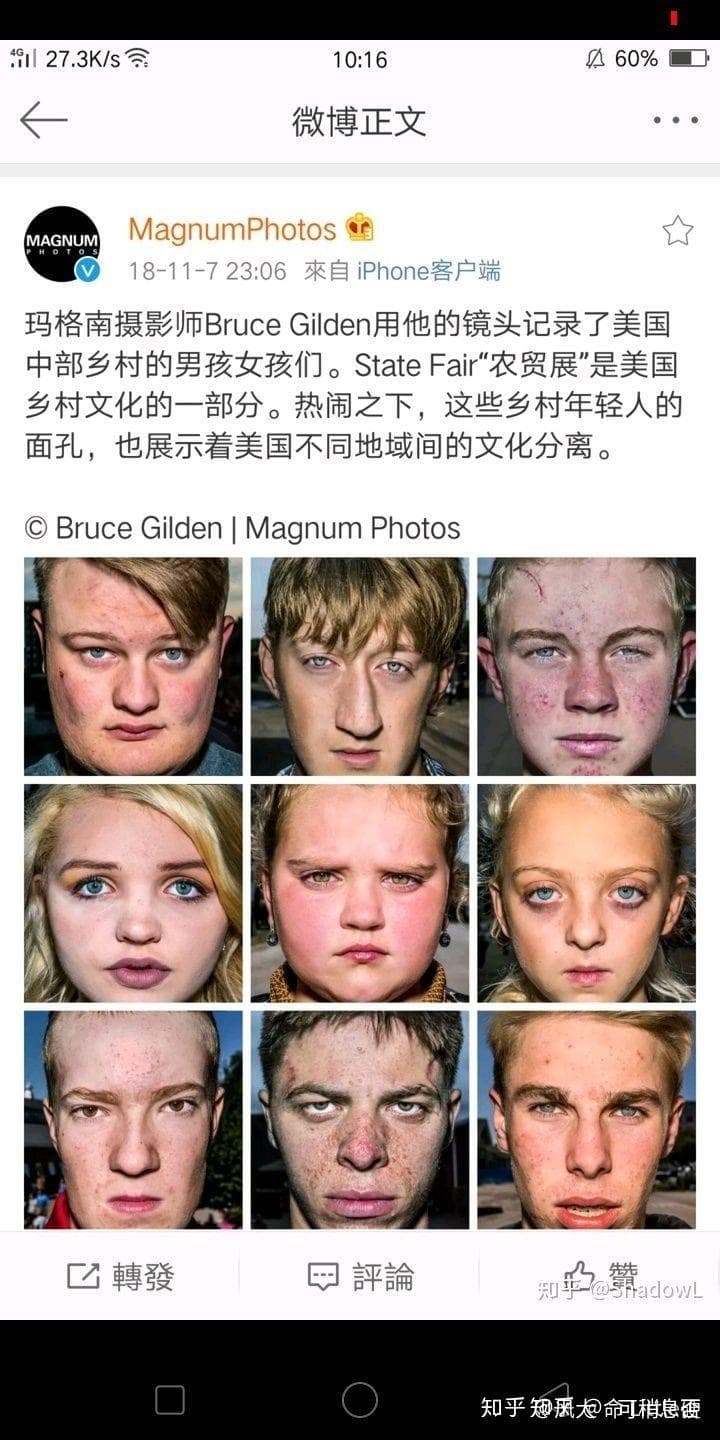 4G 27.3K/s 10:16 60%
微博正文
MAGNUM
PHOTOS
MagnumPhotos
18-11-7 23:06 來自 iPhone客户端
玛格南摄影师Bruce Gilden用他的镜头记录了美国
中部乡村的男孩女孩们。State Fair“农贸展”是美国
乡村文化的一部分。热闹之下，这些乡村年轻人的
面孔，也展示着美国不同地域间的文化分离。
© Bruce Gilden | Magnum Photos
轉發
評論
贊
知乎 @ShadowL
知乎